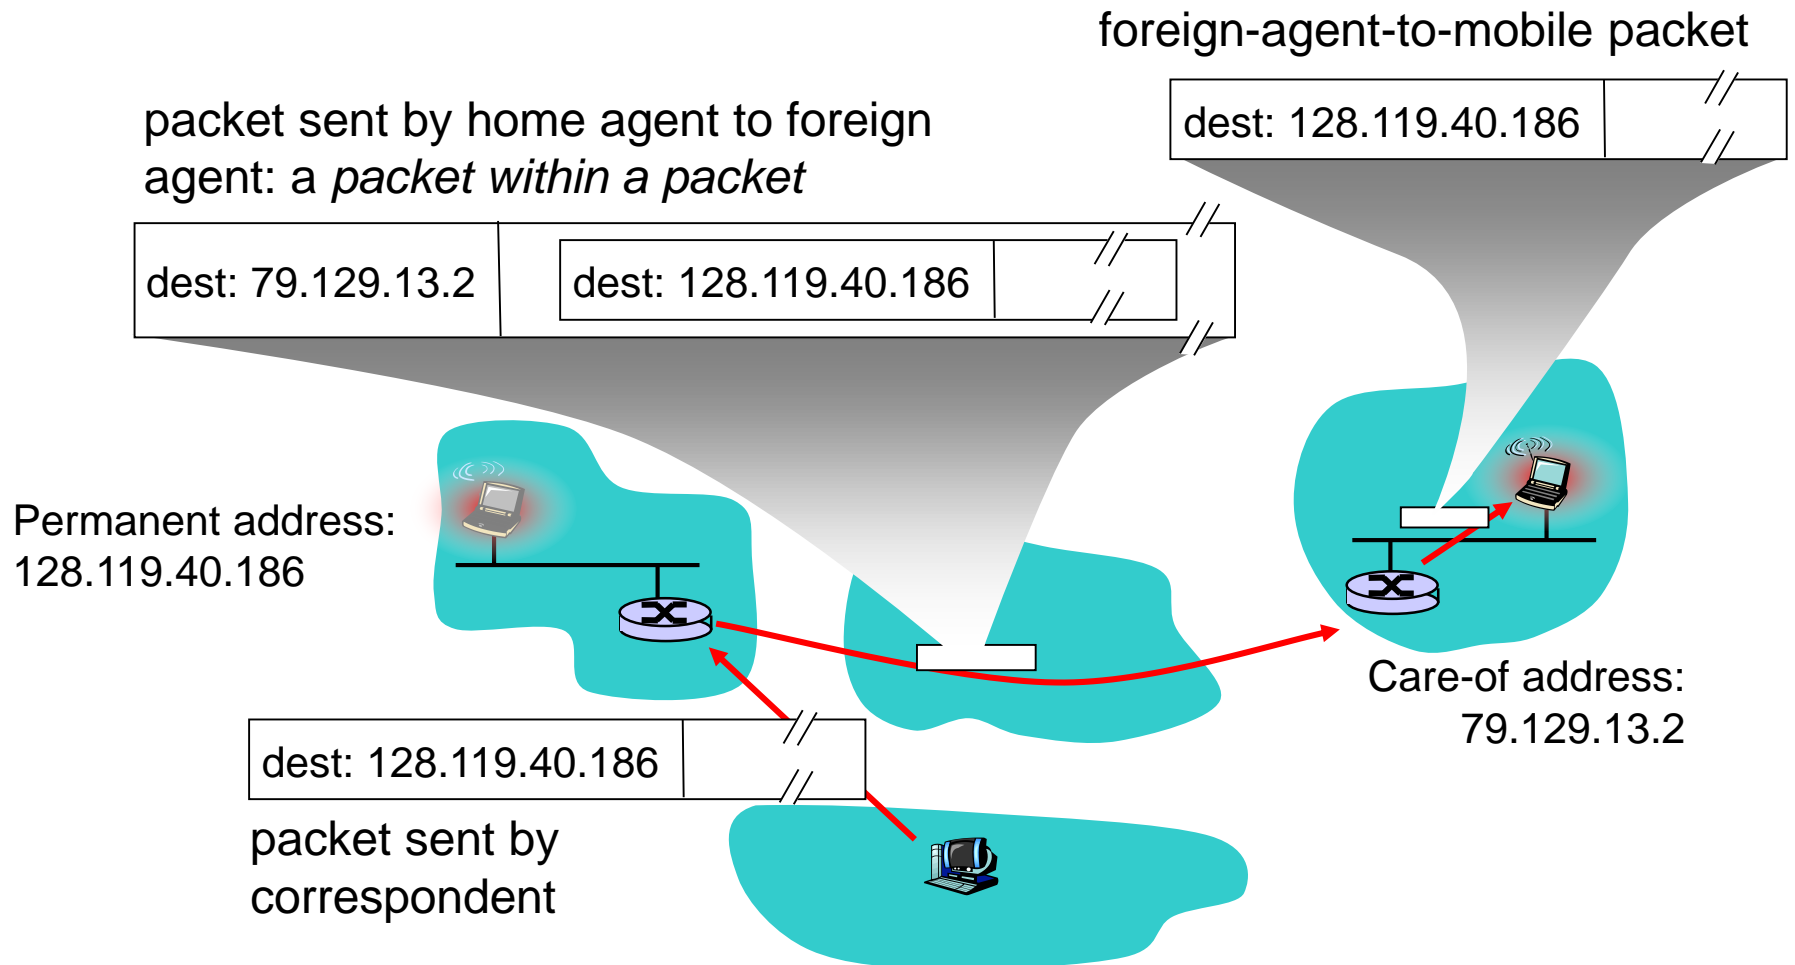 foreign-agent-to-mobile packet
dest: 128.119.40.186
packet sent by home agent to foreign
agent: a packet within a packet
dest: 79.129.13.2
dest: 128.119.40.186
Permanent address:
128.119.40.186
Care-of address:
79.129.13.2
dest: 128.119.40.186
packet sent by
correspondent